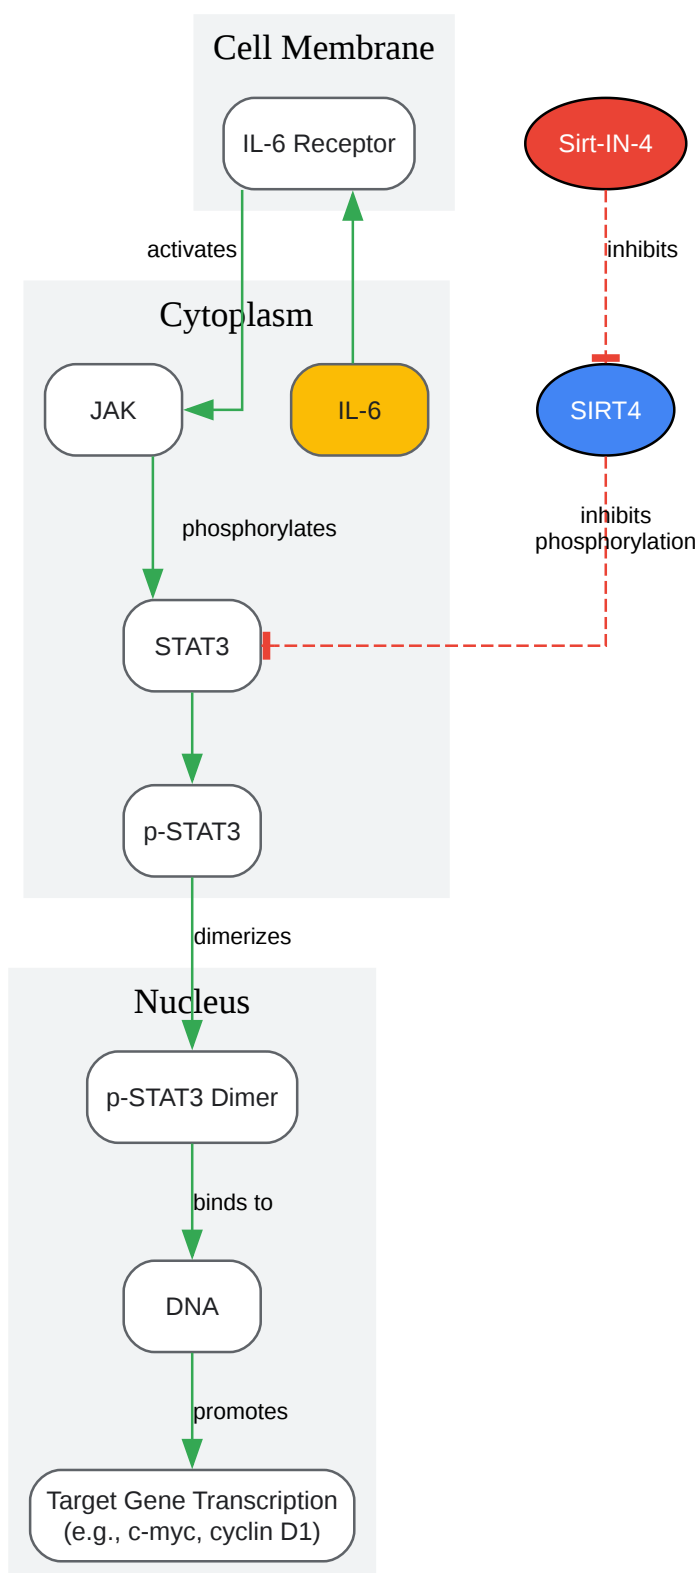 Cell Membrane
IL-6 Receptor
Sirt-IN-4
activates
inhibits
Cytoplasm
JAK
IL-6
SIRT4
phosphorylates
inhibits
phosphorylation
STAT3
p-STAT3
dimerizes
Nucleus
p-STAT3 Dimer
binds to
DNA
promotes
Target Gene Transcription
(e.g., c-myc, cyclin D1)